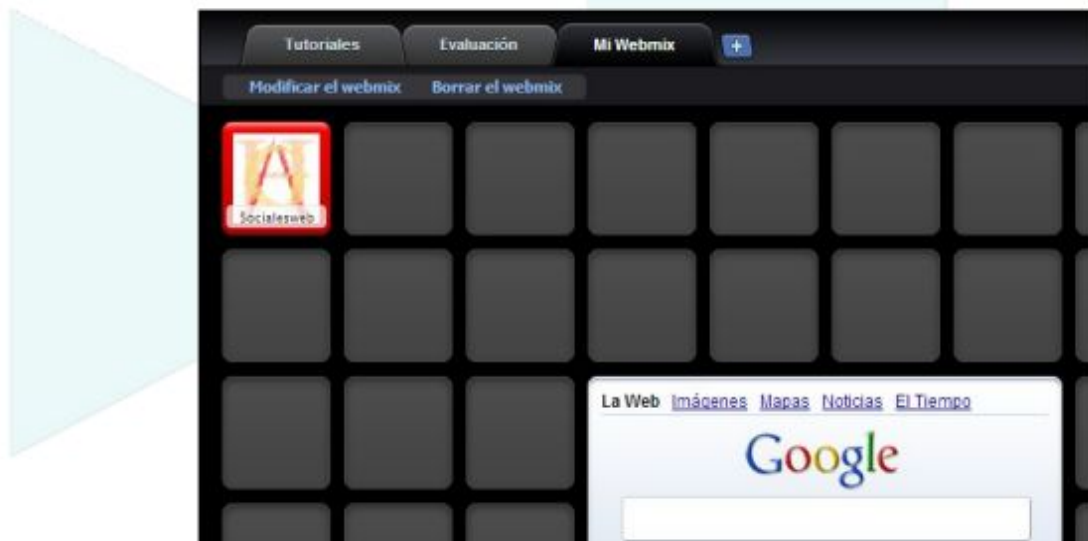 Tutoriales Evaluación Mi Webmix +
Modificar el webmix Borrar el webmix
A
Socialesweb
La Web Imágenes Mapas Noticias El Tiempo
Google